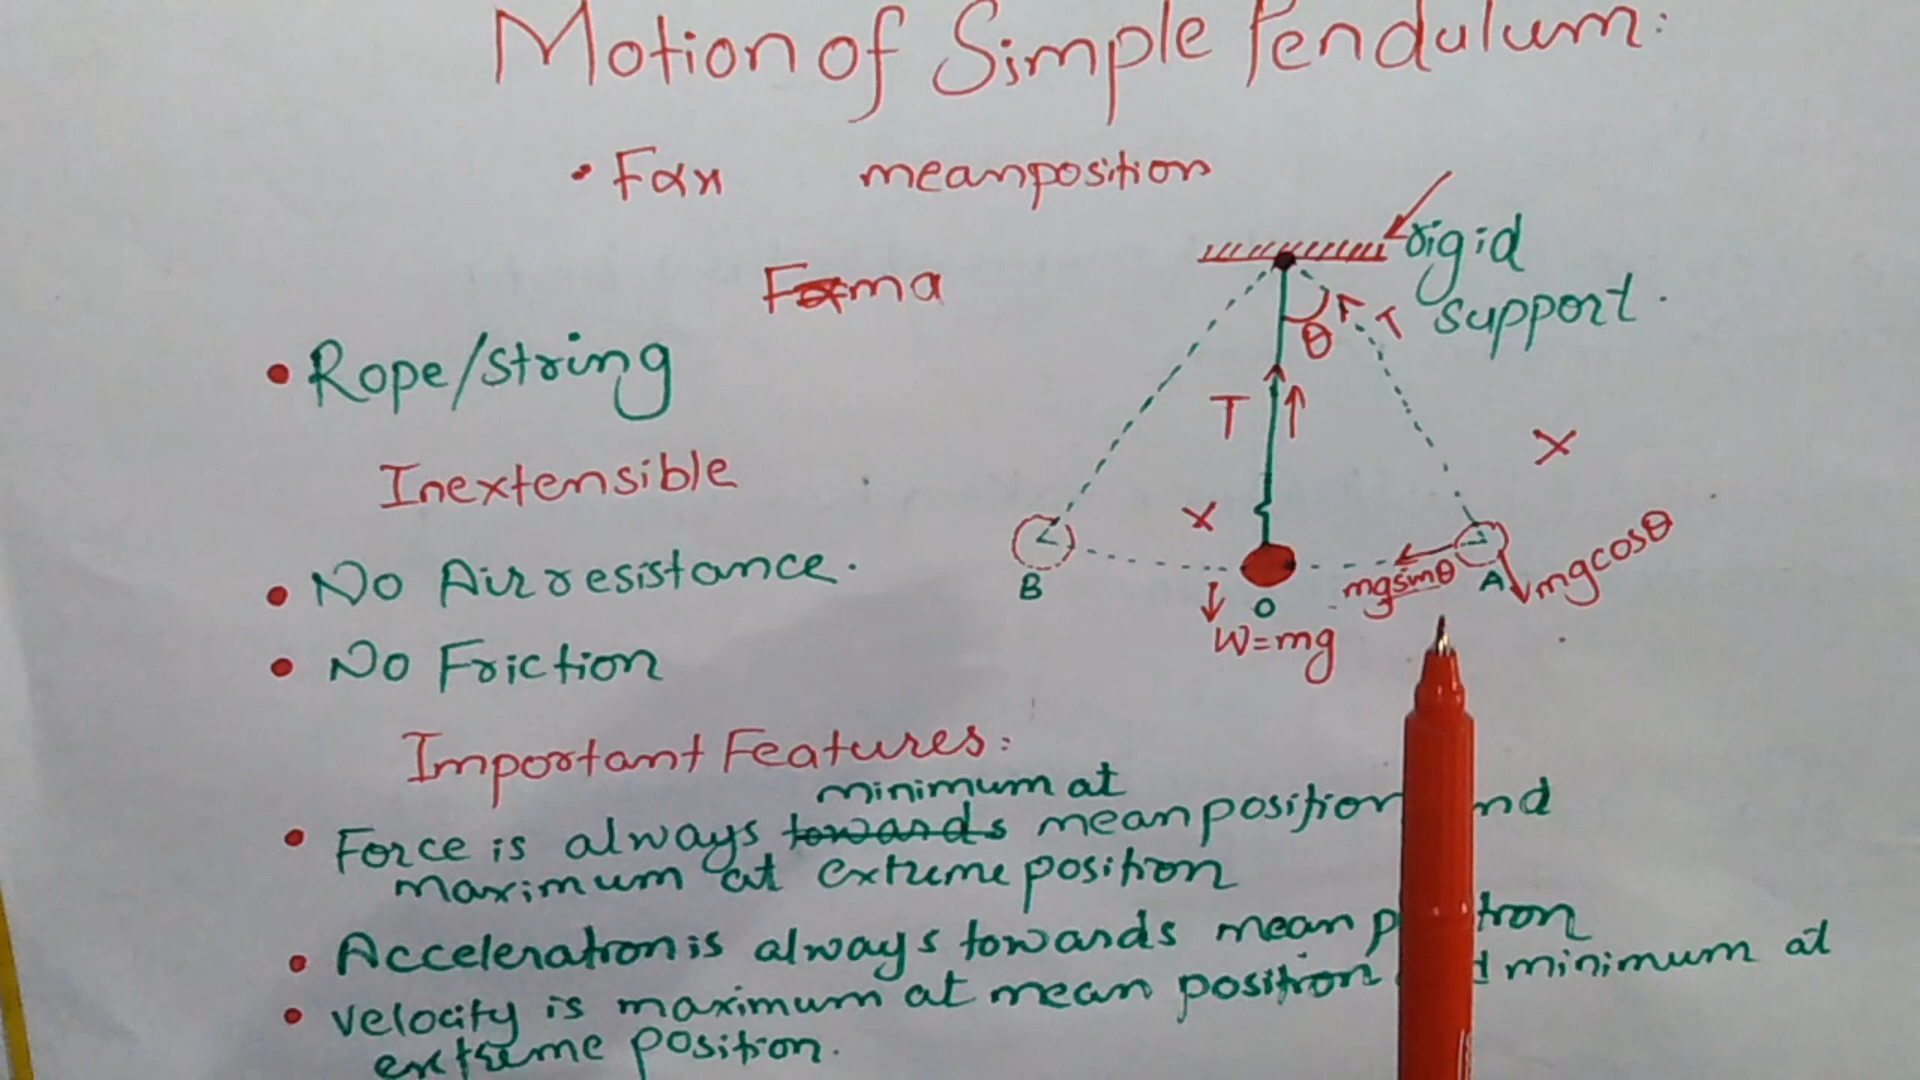 Motion of Simple Pendulum:
• Fαx meanposition
Fma
rigid
support.
θ
T
T
x
x
B
O
A
mgsinθ
mgcosθ
W=mg
• Rope/string
Inextensible
• No Air resistance.
• No Friction
Important Features:
minimum at
• Force is always towards meanposition nd
maximum at extreme position
• Acceleration is always towards mean p tion
• velocity is maximum at mean position d minimum at
extreme position.